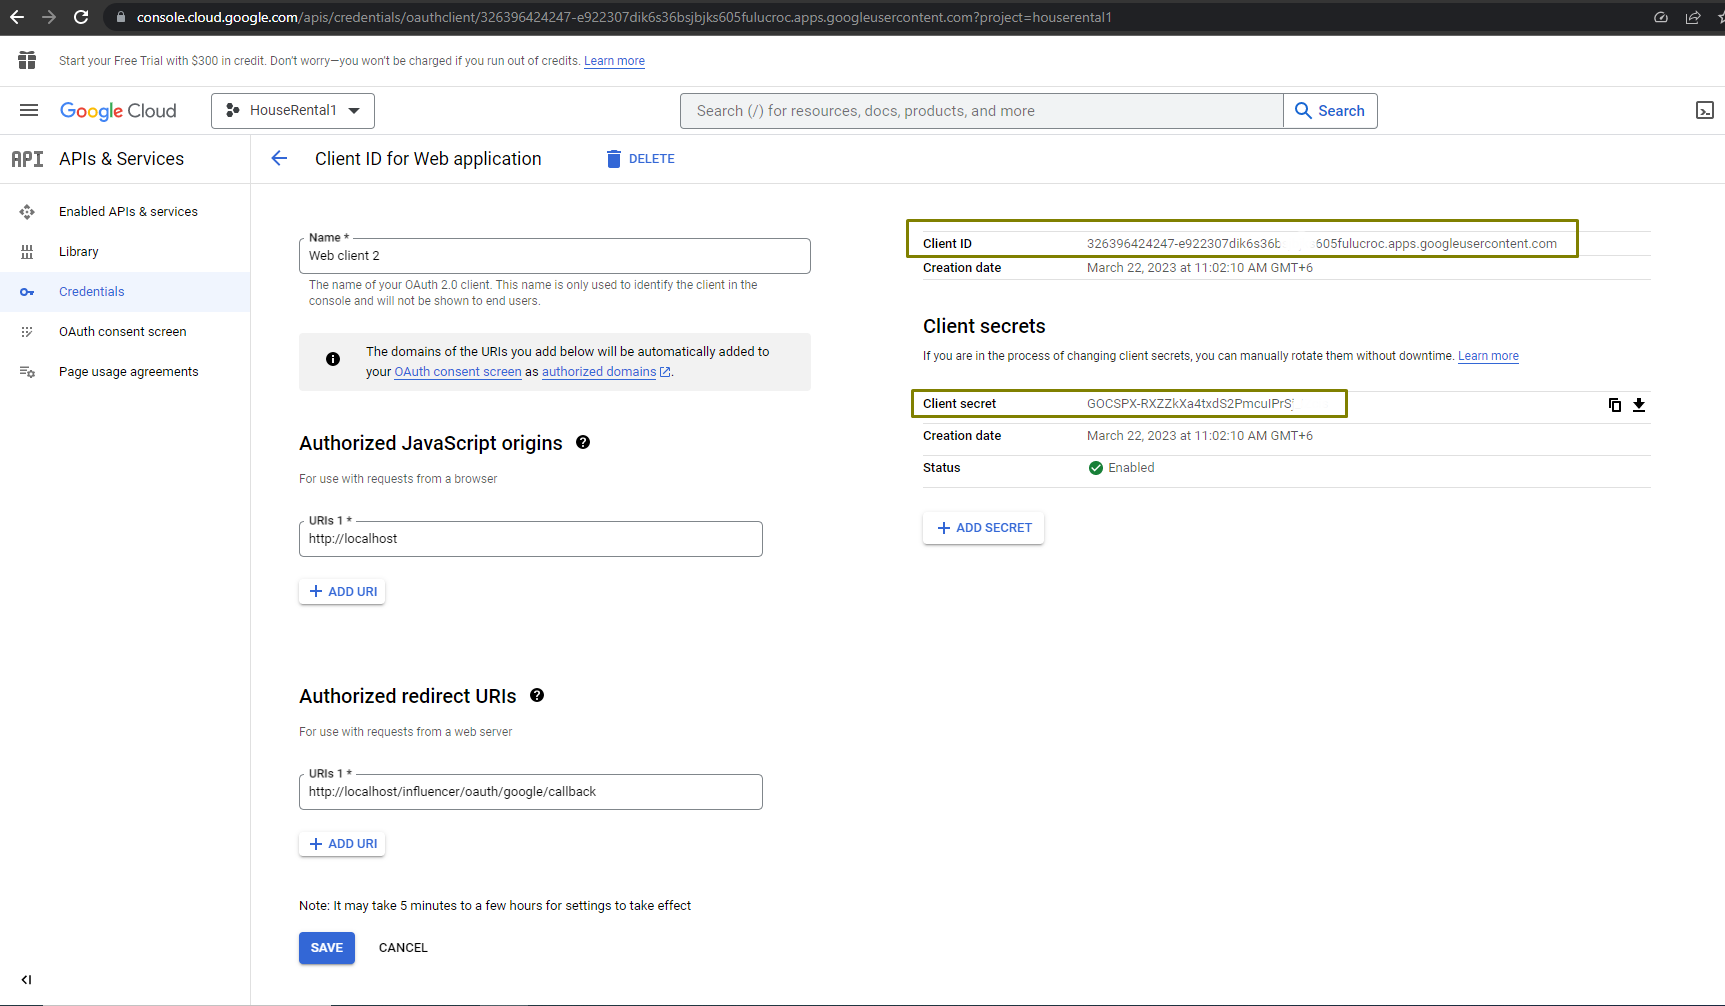 console.cloud.google.com/apis/credentials/oauthclient/326396424247-e922307dik6s36bsjbjks605fulucroc.apps.googleusercontent.com?project=houserental1
Start your Free Trial with $300 in credit. Don't worry—you won't be charged if you run out of credits. Learn more
Google Cloud
HouseRental1
Search (/) for resources, docs, products, and more
Search
API APIs & Services
Client ID for Web application
DELETE
Enabled APIs & services
Library
Credentials
OAuth consent screen
Page usage agreements
Name *
Web client 2
The name of your OAuth 2.0 client. This name is only used to identify the client in the
console and will not be shown to end users.
The domains of the URIs you add below will be automatically added to
your OAuth consent screen as authorized domains.
Authorized JavaScript origins
For use with requests from a browser
URIs 1 *
http://localhost
ADD URI
Authorized redirect URIs
For use with requests from a web server
URIs 1 *
http://localhost/influencer/oauth/google/callback
ADD URI
Note: It may take 5 minutes to a few hours for settings to take effect
SAVE
CANCEL
Client ID 326396424247-e922307dik6s36b 605fulucroc.apps.googleusercontent.com
Creation date March 22, 2023 at 11:02:10 AM GMT+6
Client secrets
If you are in the process of changing client secrets, you can manually rotate them without downtime. Learn more
Client secret GOCSPX-RXZZkXa4txdS2PmcuIPrS
Creation date March 22, 2023 at 11:02:10 AM GMT+6
Status Enabled
ADD SECRET